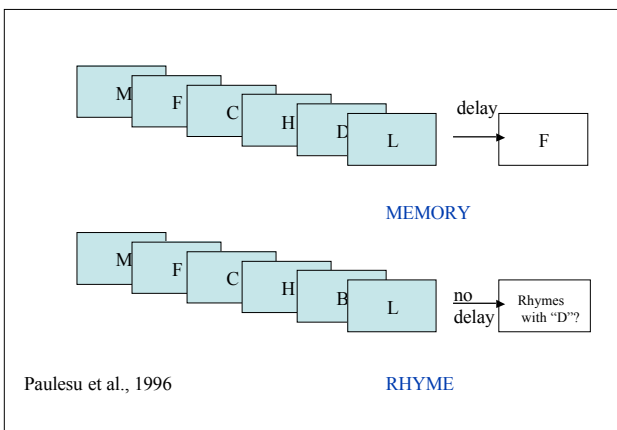 M
F
C
H
D
L
delay
F
MEMORY
M
F
C
H
B
L
no
delay
Rhymes
with “D”?
Paulesu et al., 1996
RHYME